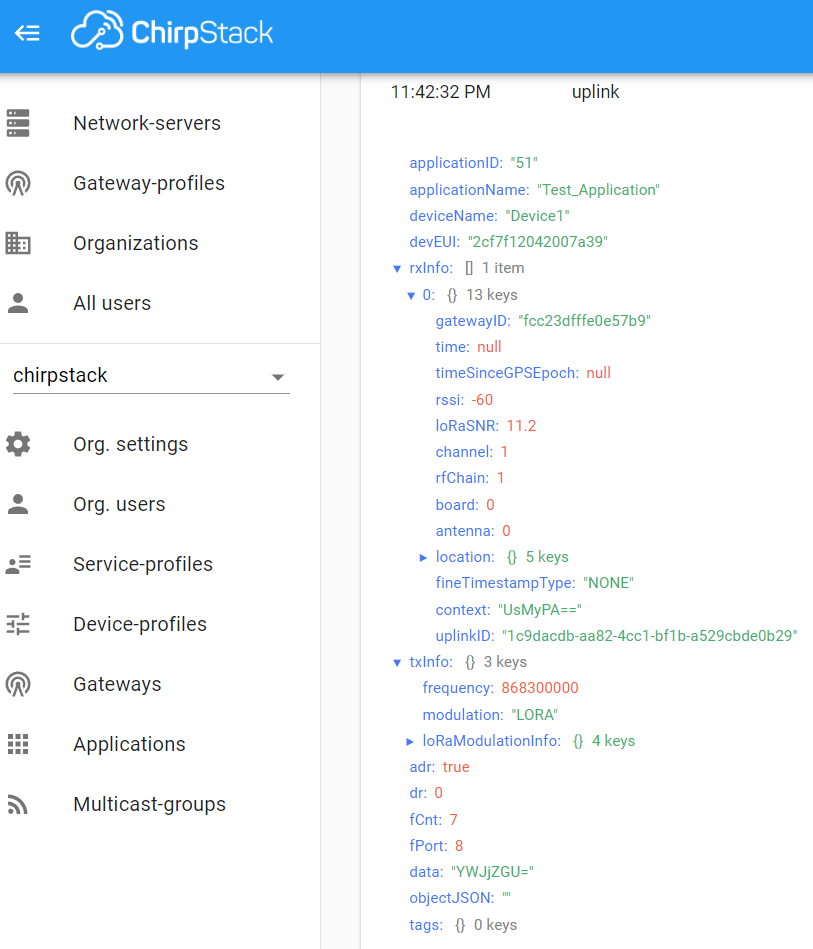 ChirpStack
Network-servers
Gateway-profiles
Organizations
All users
chirpstack
Org. settings
Org. users
Service-profiles
Device-profiles
Gateways
Applications
Multicast-groups
11:42:32 PM uplink
applicationID: "51"
applicationName: "Test_Application"
deviceName: "Device1"
devEUI: "2cf7f12042007a39"
rxInfo: [] 1 item
0: {} 13 keys
gatewayID: "fcc23dfffe0e57b9"
time: null
timeSinceGPSEpoch: null
rssi: -60
loRaSNR: 11.2
channel: 1
rfChain: 1
board: 0
antenna: 0
location: {} 5 keys
fineTimestampType: "NONE"
context: "UsMyPA=="
uplinkID: "1c9dacdb-aa82-4cc1-bf1b-a529cbde0b29"
txInfo: {} 3 keys
frequency: 868300000
modulation: "LORA"
loRaModulationInfo: {} 4 keys
adr: true
dr: 0
fCnt: 7
fPort: 8
data: "YWJjZGU="
objectJSON: ""
tags: {} 0 keys